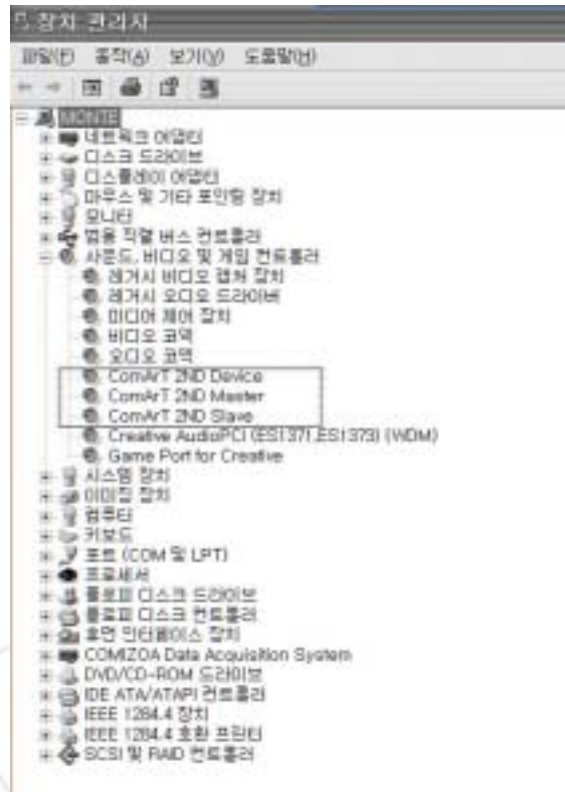 장치 관리자
파일(F) 동작(A) 보기(V) 도움말(H)
MONTE
네트워크 어댑터
디스크 드라이브
디스플레이 어댑터
마우스 및 기타 포인팅 장치
모니터
범용 직렬 버스 컨트롤러
사운드, 비디오 및 게임 컨트롤러
레거시 비디오 캡처 장치
레거시 오디오 드라이버
미디어 제어 장치
비디오 코덱
오디오 코덱
ComArT 2ND Device
ComArT 2ND Master
ComArT 2ND Slave
Creative AudioPCI (ES1371,ES1373) (WDM)
Game Port for Creative
시스템 장치
이미징 장치
컴퓨터
키보드
포트 (COM 및 LPT)
프로세서
플로피 디스크 드라이브
플로피 디스크 컨트롤러
휴먼 인터페이스 장치
COMIZOA Data Acquisition System
DVD/CD-ROM 드라이브
IDE ATA/ATAPI 컨트롤러
IEEE 1284.4 장치
IEEE 1284.4 호환 프린터
SCSI 및 RAID 컨트롤러